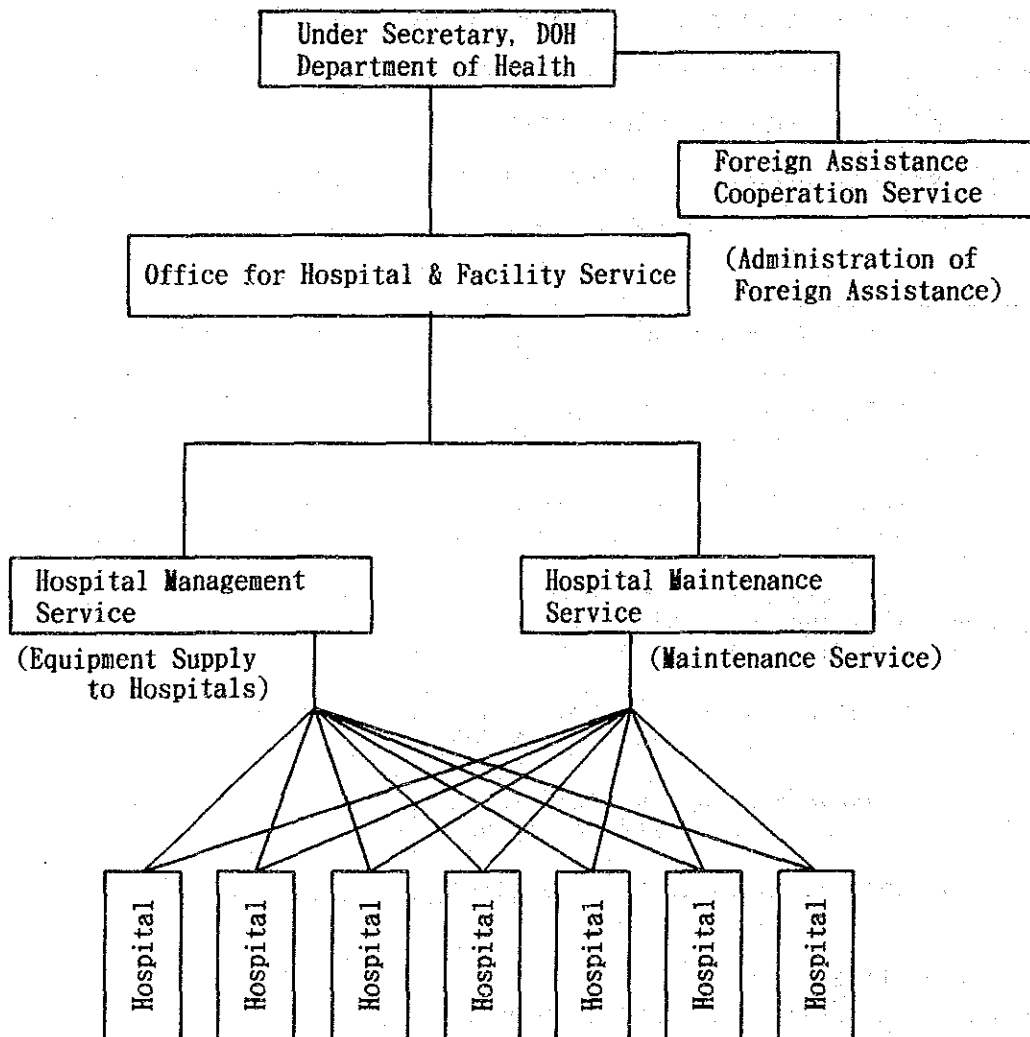 Under Secretary, DOH
Department of Health
Foreign Assistance
Cooperation Service
(Administration of
Foreign Assistance)
Office for Hospital & Facility Service
Hospital Management
Service
(Equipment Supply
to Hospitals)
Hospital Maintenance
Service
(Maintenance Service)
Hospital
Hospital
Hospital
Hospital
Hospital
Hospital
Hospital